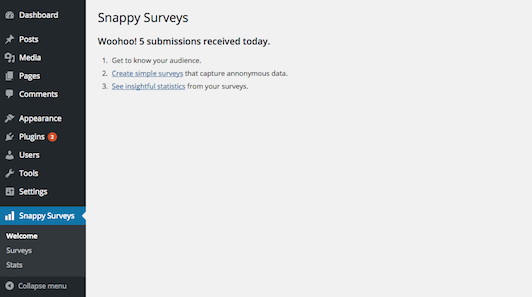 Dashboard
Posts
Media
Pages
Comments
Appearance
Plugins 2
Users
Tools
Settings
Snappy Surveys
Welcome
Surveys
Stats
Collapse menu
Snappy Surveys
Woohoo! 5 submissions received today.
1. Get to know your audience.
2. Create simple surveys that capture annonymous data.
3. See insightful statistics from your surveys.